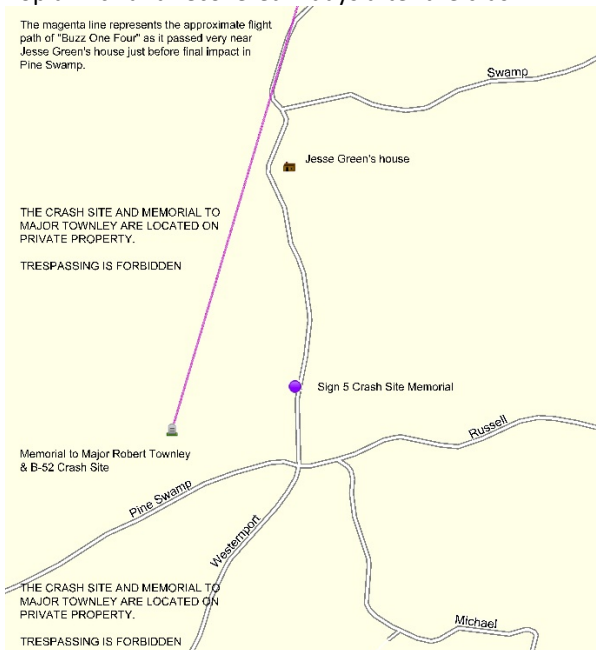 The magenta line represents the approximate flight
path of "Buzz One Four" as it passed very near
Jesse Green's house just before final impact in
Pine Swamp.
Swamp
Jesse Green's house
THE CRASH SITE AND MEMORIAL TO
MAJOR TOWNLEY ARE LOCATED ON
PRIVATE PROPERTY.
TRESPASSING IS FORBIDDEN
Sign 5 Crash Site Memorial
Russell
Memorial to Major Robert Townley
& B-52 Crash Site
Pine Swamp
Westernport
THE CRASH SITE AND MEMORIAL TO
MAJOR TOWNLEY ARE LOCATED ON
PRIVATE PROPERTY.
Michael
TRESPASSING IS FORBIDDEN